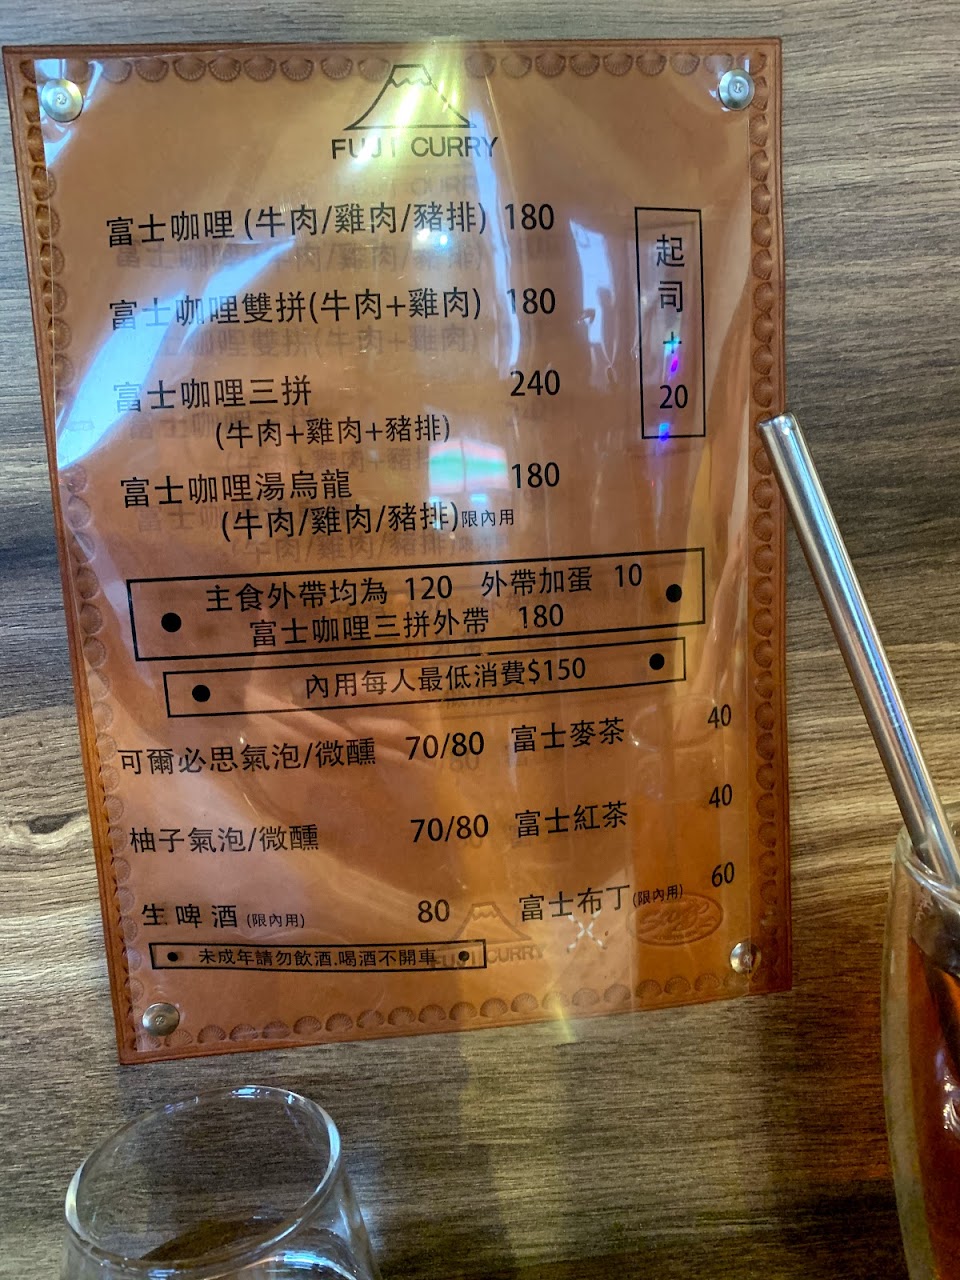 FUJI CURRY
富士咖哩 (牛肉/雞肉/豬排) 180
富士咖哩雙拼(牛肉+雞肉) 180
富士咖哩三拼 240
(牛肉+雞肉+豬排)
富士咖哩湯烏龍 180
(牛肉/雞肉/豬排)限內用
起司+20
主食外帶均為 120 外帶加蛋 10
富士咖哩三拼外帶 180
內用每人最低消費$150
可爾必思氣泡/微醺 70/80 富士麥茶 40
柚子氣泡/微醺 70/80 富士紅茶 40
生啤酒(限內用) 80 富士布丁(限內用) 60
未成年請勿飲酒.喝酒不開車
FUJI CURRY